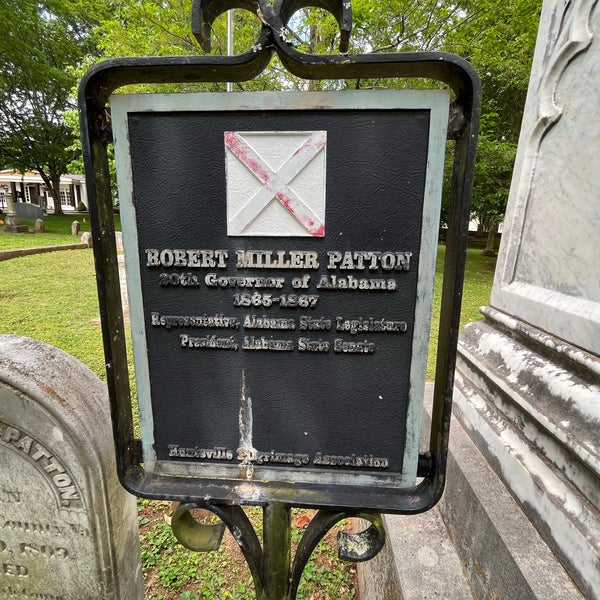 ROBERT MILLER PATTON
20th Governor of Alabama
1865-1867
Representative, Alabama State Legislature
President, Alabama State Senate
Huntsville Pilgrimage Association
PATTON,